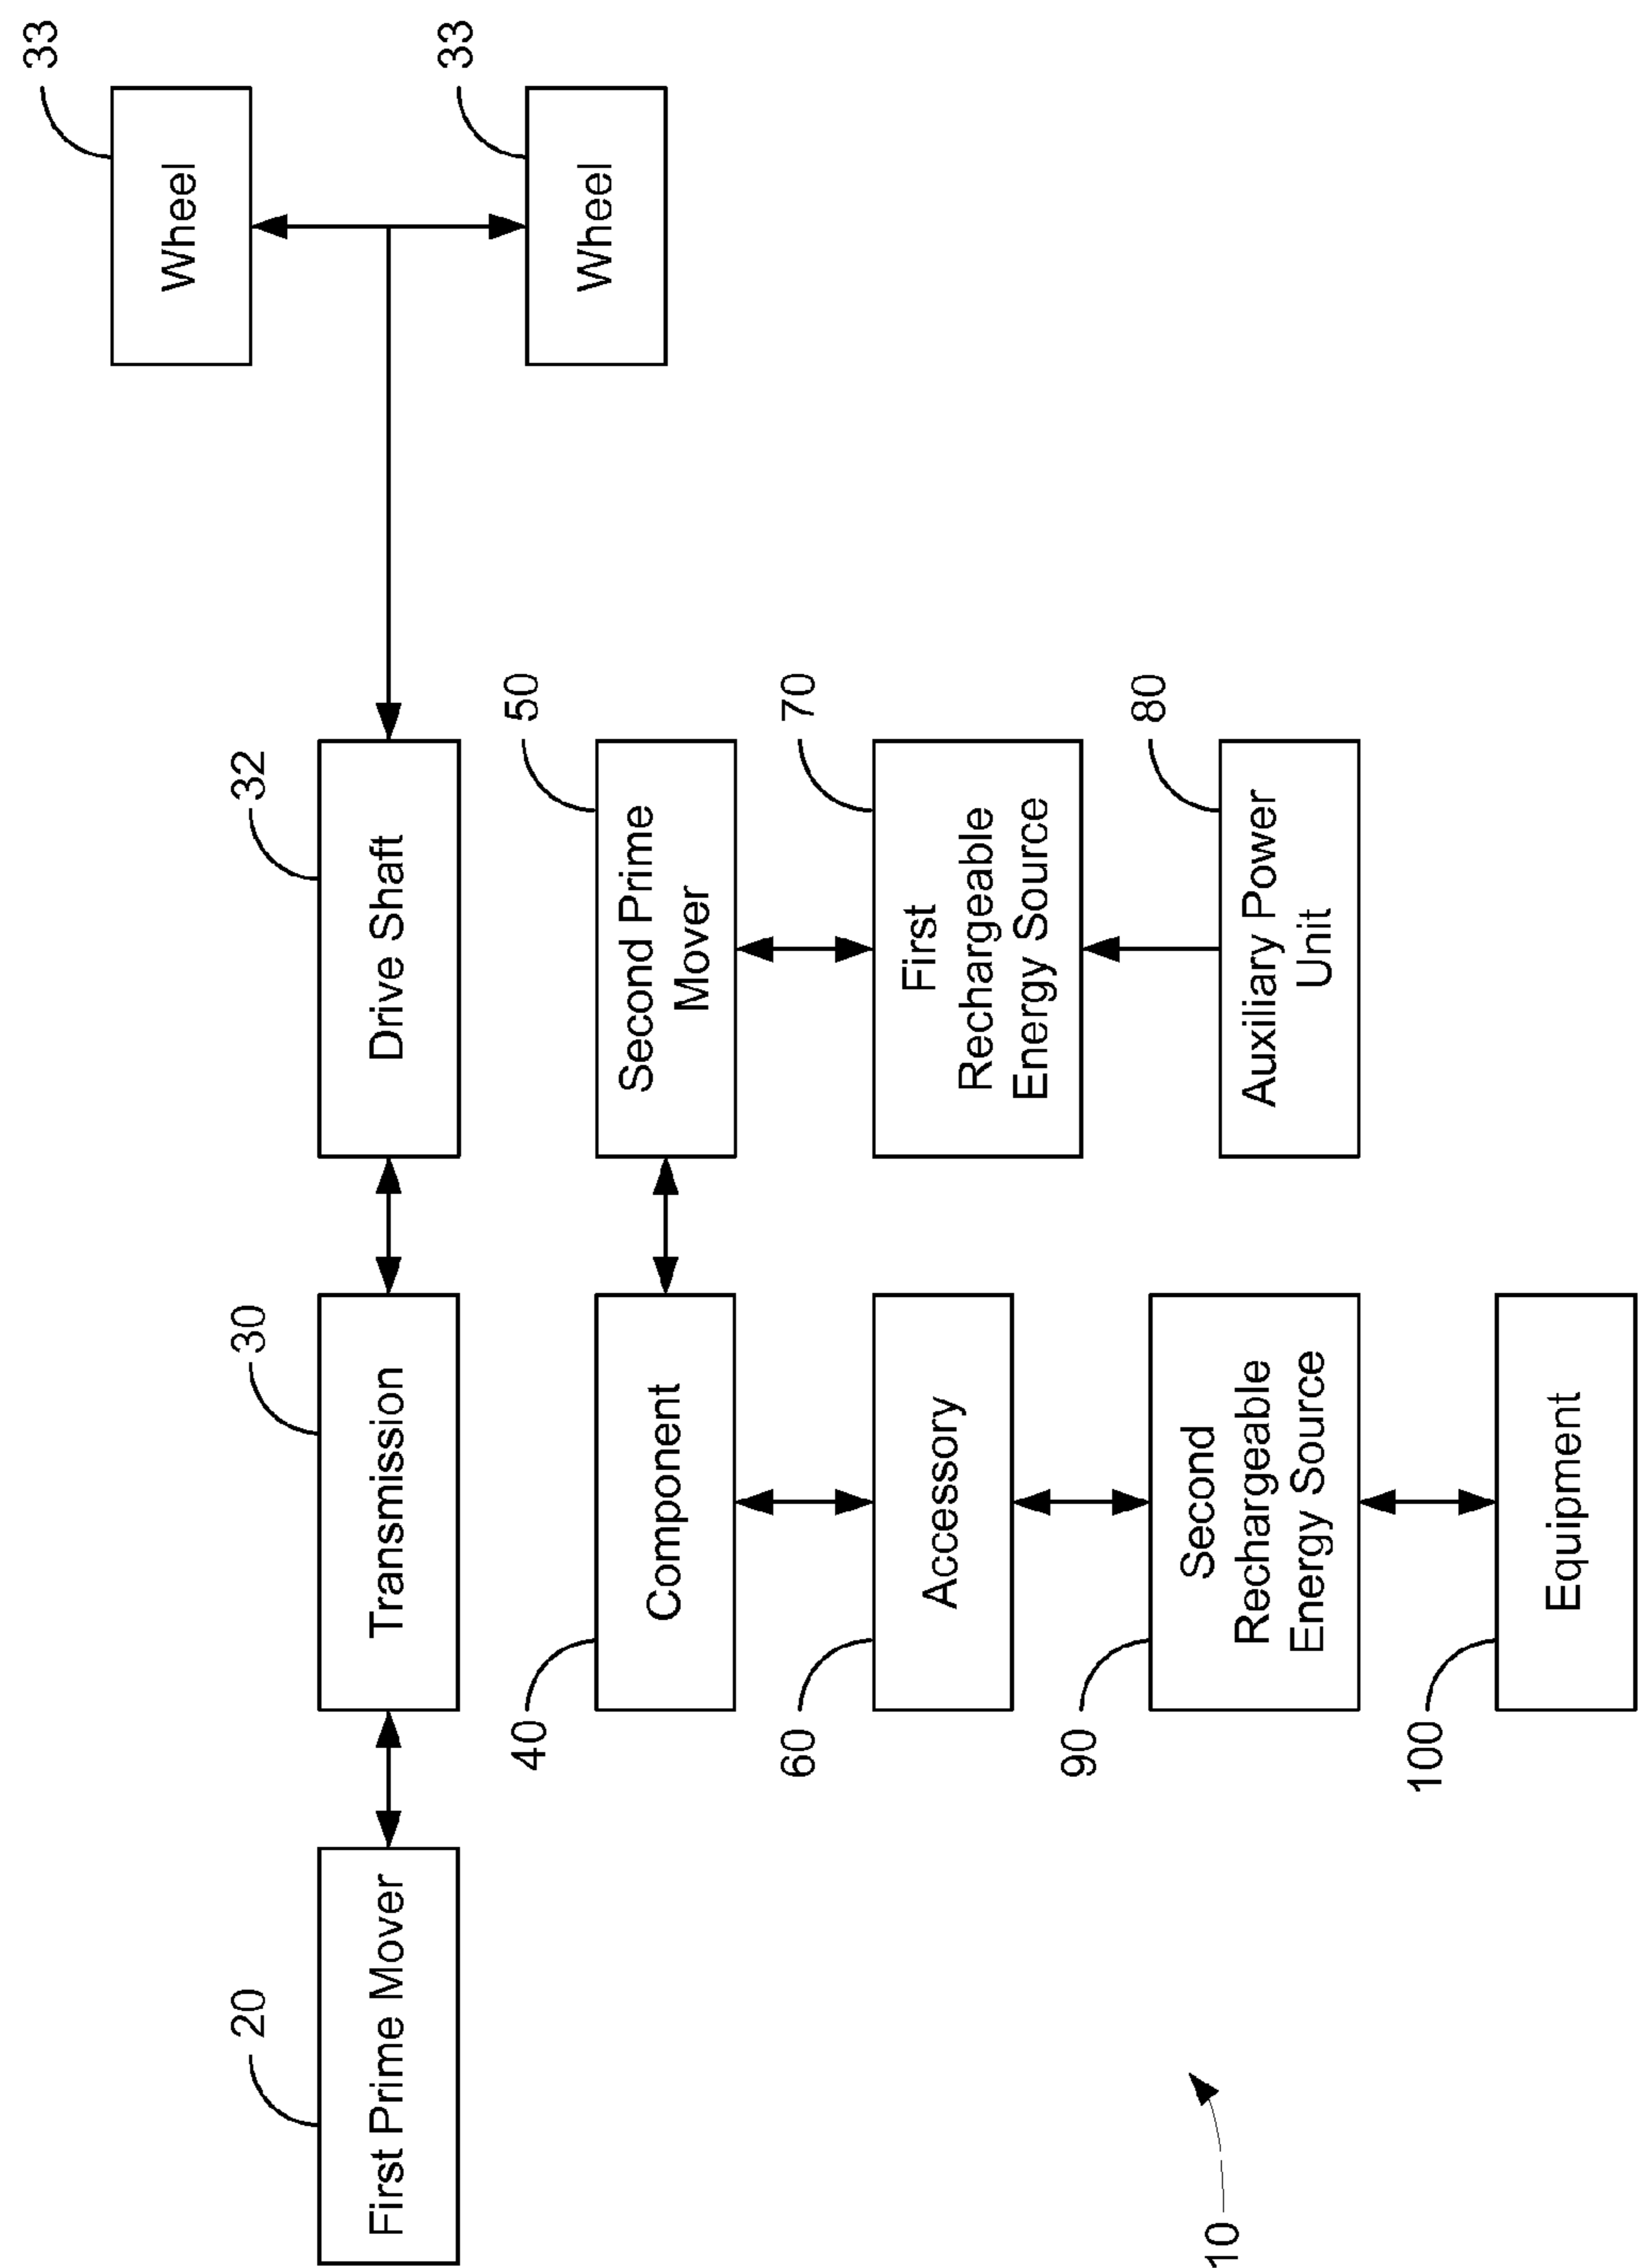 33
Wheel
33
Wheel
20
First Prime Mover
30
Transmission
32
Drive Shaft
40
Component
50
Second Prime
Mover
60
Accessory
70
First
Rechargeable
Energy Source
90
Second
Rechargeable
Energy Source
80
Auxiliary Power
Unit
100
Equipment
10